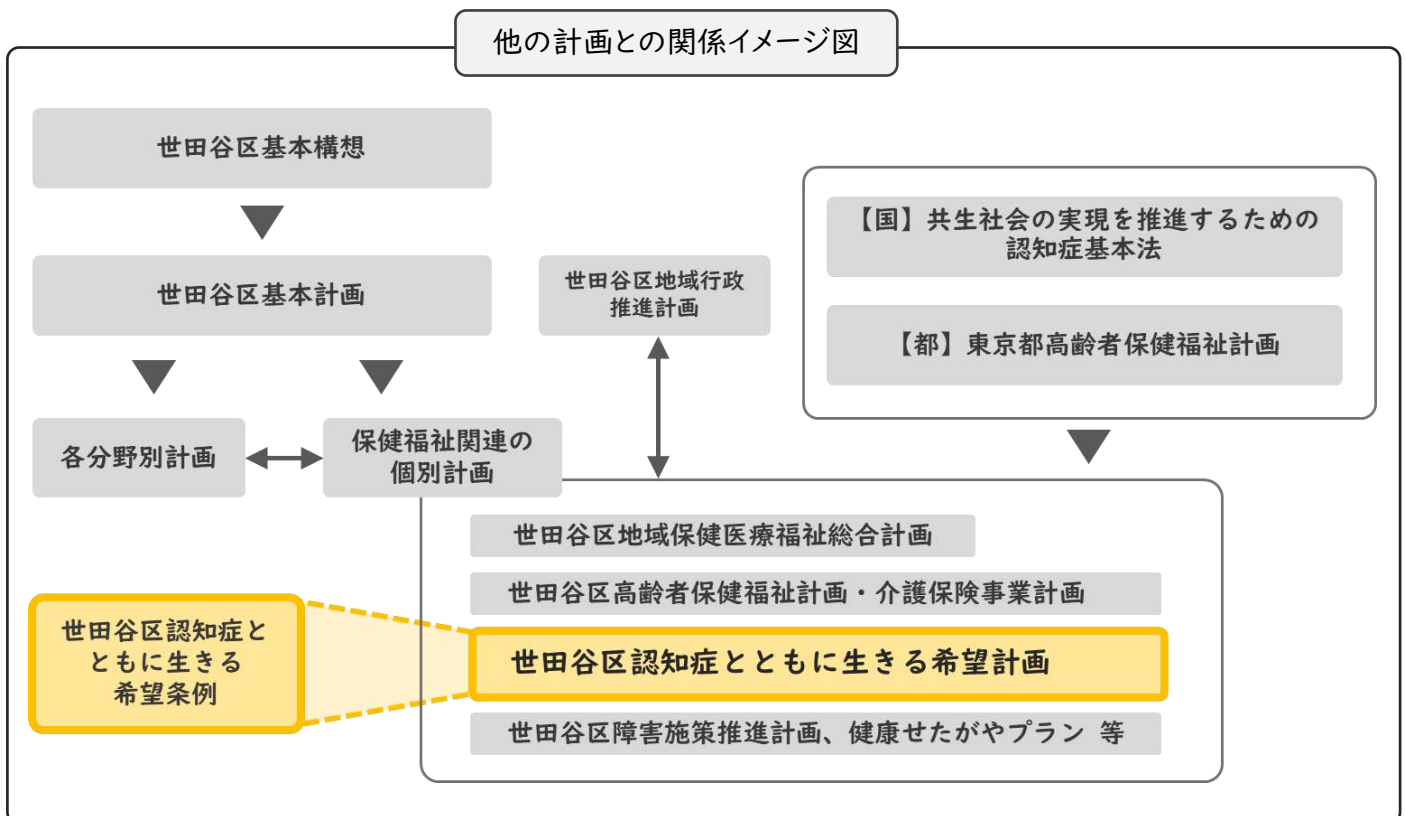 他の計画との関係イメージ図
世田谷区基本構想
世田谷区基本計画
各分野別計画
保健福祉関連の
個別計画
世田谷区地域行政
推進計画
【国】共生社会の実現を推進するための
認知症基本法
【都】東京都高齢者保健福祉計画
世田谷区地域保健医療福祉総合計画
世田谷区高齢者保健福祉計画・介護保険事業計画
世田谷区認知症とともに生きる希望計画
世田谷区障害施策推進計画、健康せたがやプラン 等
世田谷区認知症と
ともに生きる
希望条例